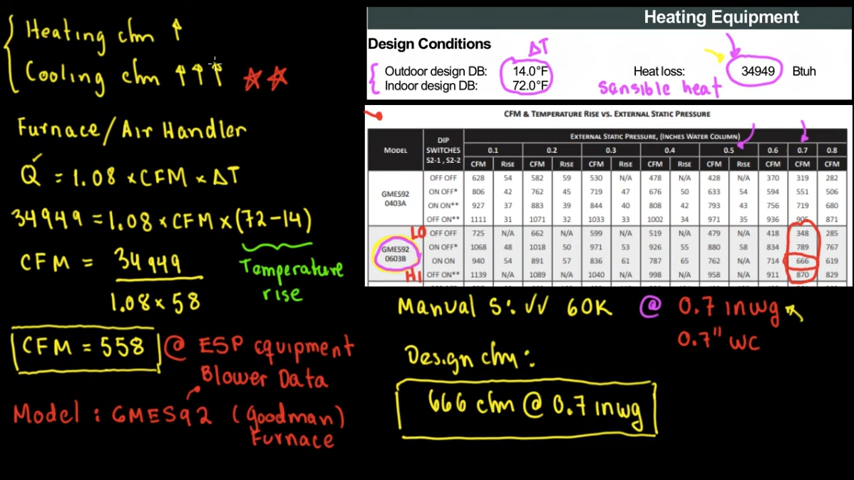 Heating cfm ↑
Cooling cfm ↑↑↑
Furnace/Air Handler
Q = 1.08 × CFM × ΔT
34949 = 1.08 × CFM × (72-14)
CFM = 34949
1.08 × 58
Temperature
rise
CFM = 558 @ ESP equipment
Blower Data
Model : GMES92 (Goodman)
Furnace
Heating Equipment
Design Conditions
ΔT
Outdoor design DB: 14.0°F Heat loss: 34949 Btuh
Indoor design DB: 72.0°F sensible heat
CFM & TEMPERATURE RISE VS. EXTERNAL STATIC PRESSURE
MODEL DIP SWITCHES S2-1, S2-2 EXTERNAL STATIC PRESSURE, (INCHES WATER COLUMN)
0.1 0.2 0.3 0.4 0.5 0.6 0.7 0.8
CFM RISE CFM RISE CFM RISE CFM RISE CFM RISE CFM CFM CFM
GMES92 0403A
OFF OFF 628 54 582 59 530 N/A 478 N/A 428 N/A 370 319 282
ON OFF* 806 42 762 45 719 47 676 50 633 54 594 551 506
ON ON 927 37 883 39 844 40 808 42 793 43 756 719 680
OFF ON** 1111 31 1071 32 1033 33 1002 34 971 35 936 905 871
GMES92 0603B
LO
OFF OFF 725 N/A 662 N/A 599 N/A 519 N/A 479 N/A 418 348 285
ON OFF* 1068 48 1018 50 971 53 926 55 880 58 834 789 767
ON ON 940 54 891 57 836 61 787 65 762 N/A 714 666 619
HI
OFF ON** 1139 N/A 1089 N/A 1040 N/A 998 N/A 958 N/A 911 870 829
Manual S: √√ 60K @ 0.7 inwg
0.7" WC
Design cfm:
666 cfm @ 0.7 inwg